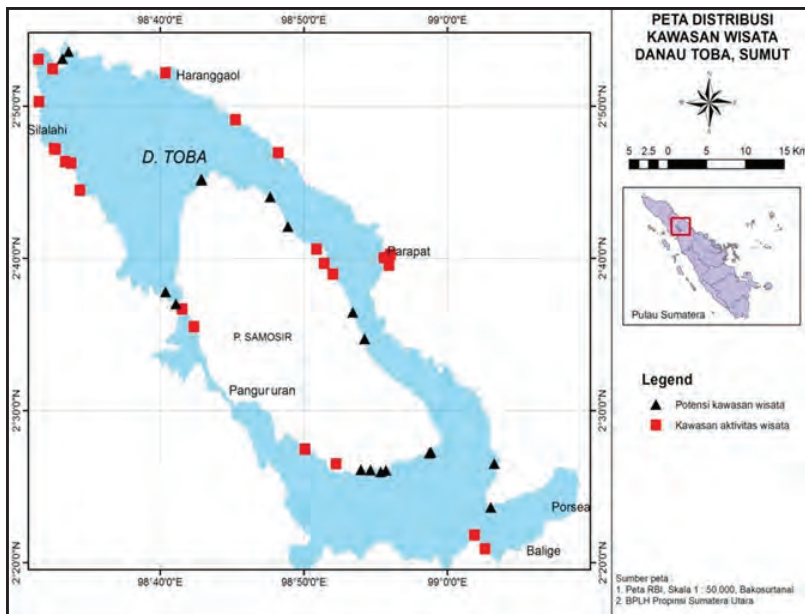 98°40'0"E
98°50'0"E
99°0'0"E
2°50'0"N
2°40'0"N
2°30'0"N
2°20'0"N
Haranggaol
Silalahi
D. TOBA
Parapat
P. SAMOSIR
Pangururan
Porsea
Balige
2°50'0"N
2°40'0"N
2°30'0"N
2°20'0"N
98°40'0"E
98°50'0"E
99°0'0"E
PETA DISTRIBUSI
KAWASAN WISATA
DANAU TOBA, SUMUT
N
5 2.5 0 5 10 15 Km
Pulau Sumatera
Legend
Potensi kawasan wisata
Kawasan aktivitas wisata
Sumber peta :
1. Peta RBI, Skala 1 : 50.000, Bakosurtanal
2. BPLH Propinsi Sumatera Utara